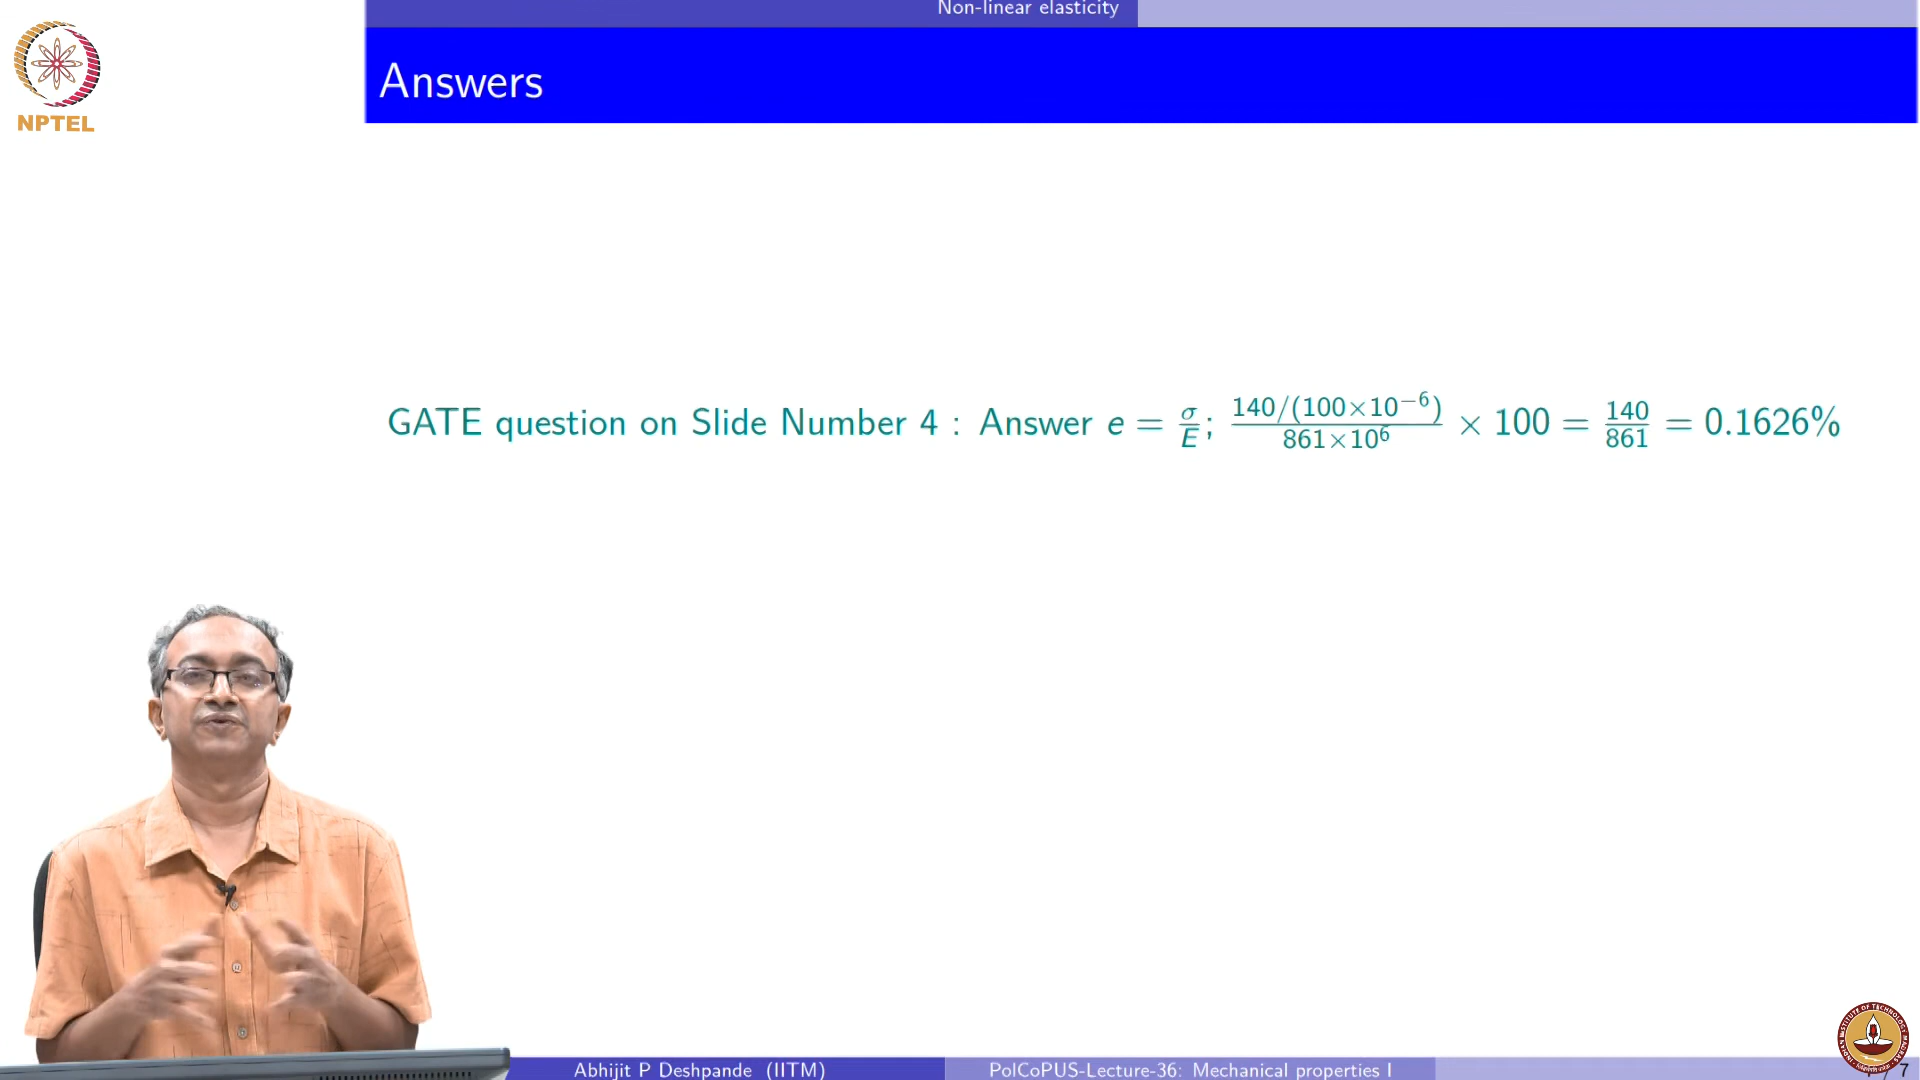 Non-linear elasticity
Answers
NPTEL
GATE question on Slide Number 4 : Answer e = σ/E; 140/(100×10⁻⁶)/861×10⁶ × 100 = 140/861 = 0.1626%
Abhijit P Deshpande (IITM) PolCoPUS-Lecture-36: Mechanical properties I / 7